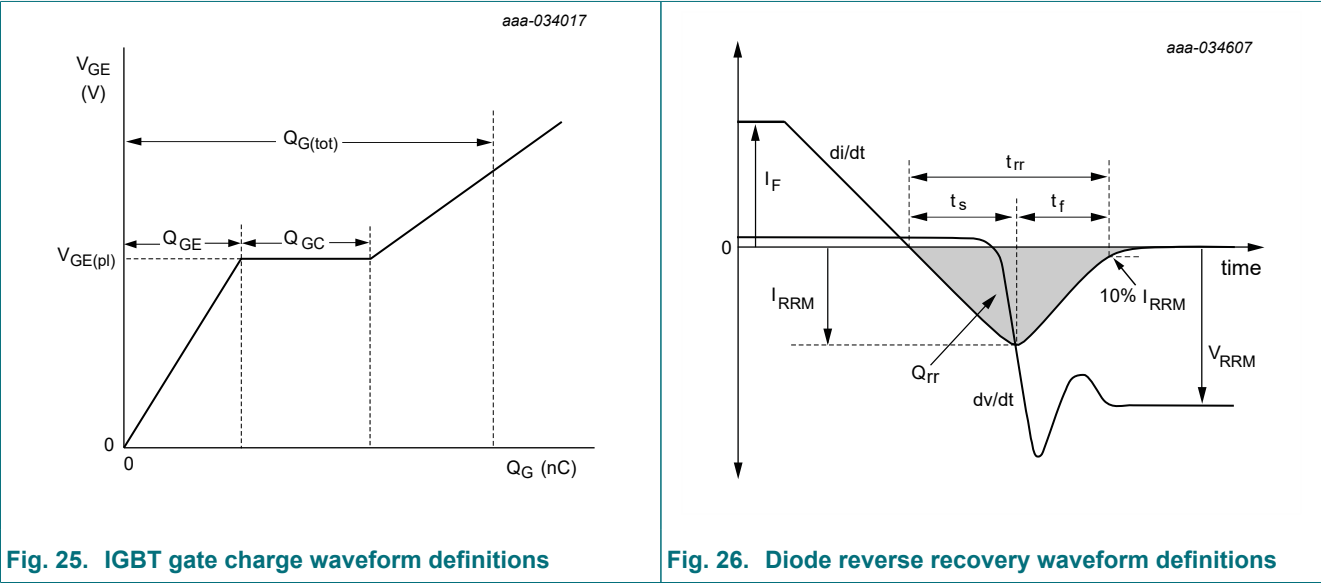 aaa-034017
VGE
(V)
QG(tot)
QGE
QGC
VGE(pl)
0
0
QG (nC)
Fig. 25. IGBT gate charge waveform definitions
aaa-034607
di/dt
trr
IF
ts
tf
0
time
IRRM
10% IRRM
Qrr
VRRM
dv/dt
Fig. 26. Diode reverse recovery waveform definitions